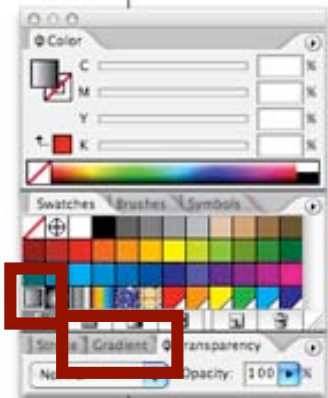 Color
C %
M %
Y %
K %
Swatches Brushes Symbols
Stroke Gradient Transparency
Opacity: 100 %